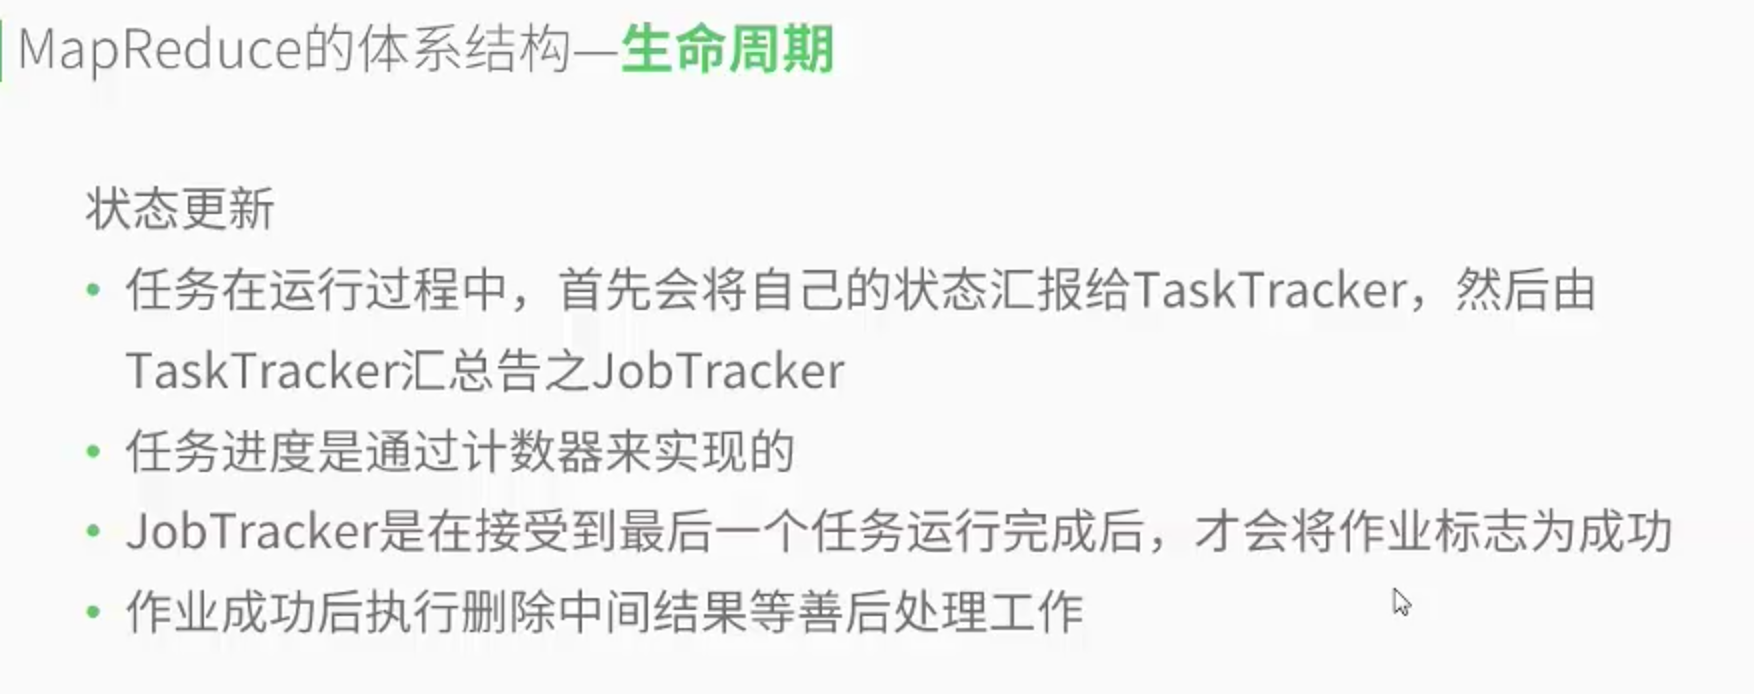 MapReduce的体系结构—生命周期
状态更新
• 任务在运行过程中，首先会将自己的状态汇报给TaskTracker，然后由
TaskTracker汇总告之JobTracker
• 任务进度是通过计数器来实现的
• JobTracker是在接受到最后一个任务运行完成后，才会将作业标志为成功
• 作业成功后执行删除中间结果等善后处理工作